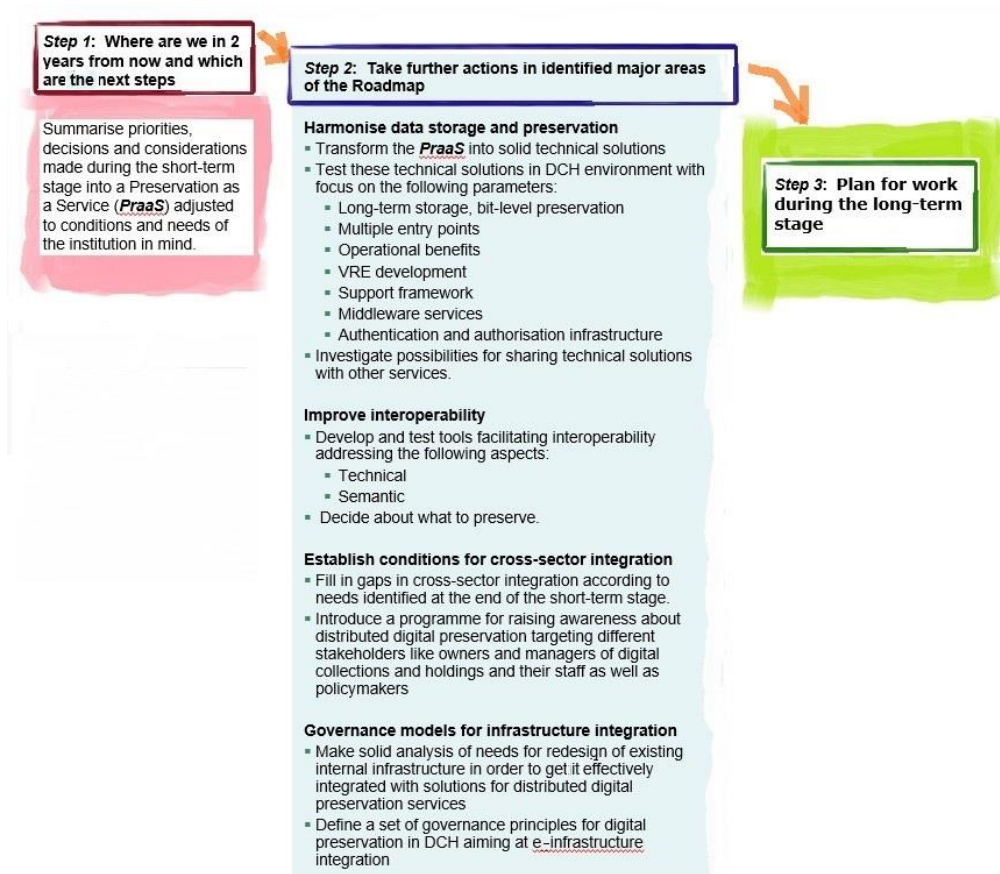 Step 1: Where are we in 2
years from now and which
are the next steps
Summarise priorities,
decisions and considerations
made during the short-term
stage into a Preservation as
a Service (PraaS) adjusted
to conditions and needs of
the institution in mind.
Step 2: Take further actions in identified major areas
of the Roadmap
Harmonise data storage and preservation
▪ Transform the PraaS into solid technical solutions
▪ Test these technical solutions in DCH environment with
focus on the following parameters:
▪ Long-term storage, bit-level preservation
▪ Multiple entry points
▪ Operational benefits
▪ VRE development
▪ Support framework
▪ Middleware services
▪ Authentication and authorisation infrastructure
▪ Investigate possibilities for sharing technical solutions
with other services.
Improve interoperability
▪ Develop and test tools facilitating interoperability
addressing the following aspects:
▪ Technical
▪ Semantic
▪ Decide about what to preserve.
Establish conditions for cross-sector integration
▪ Fill in gaps in cross-sector integration according to
needs identified at the end of the short-term stage.
▪ Introduce a programme for raising awareness about
distributed digital preservation targeting different
stakeholders like owners and managers of digital
collections and holdings and their staff as well as
policymakers
Governance models for infrastructure integration
▪ Make solid analysis of needs for redesign of existing
internal infrastructure in order to get it effectively
integrated with solutions for distributed digital
preservation services
▪ Define a set of governance principles for digital
preservation in DCH aiming at e-infrastructure
integration
Step 3: Plan for work
during the long-term
stage